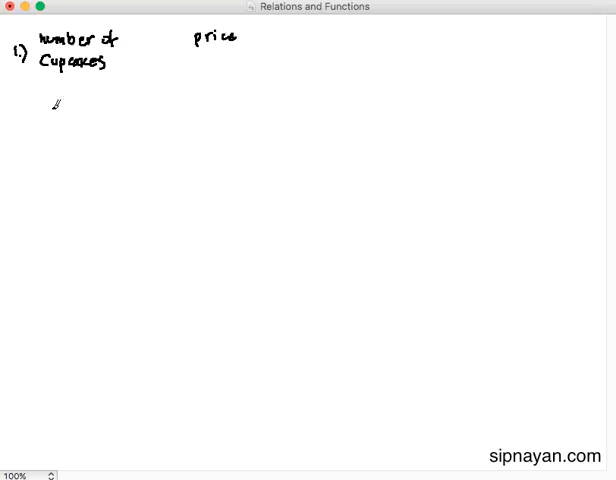 Relations and Functions
1.) number of price
Cupcakes
sipnayan.com
100%